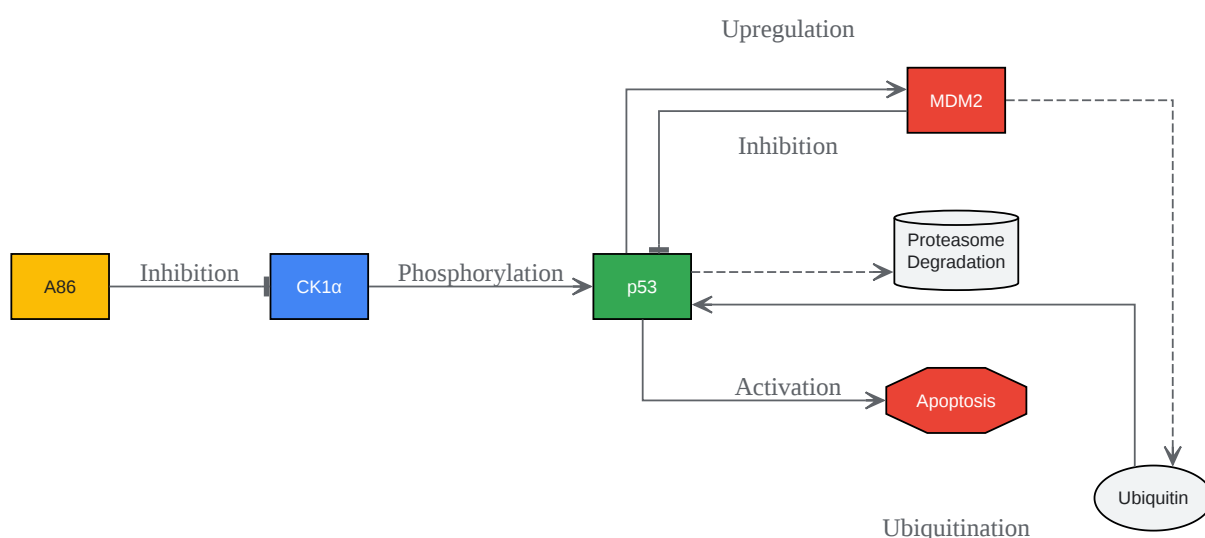 Upregulation
MDM2
Inhibition
Proteasome
Degradation
A86
Inhibition
CK1α
Phosphorylation
p53
Activation
Apoptosis
Ubiquitin
Ubiquitination